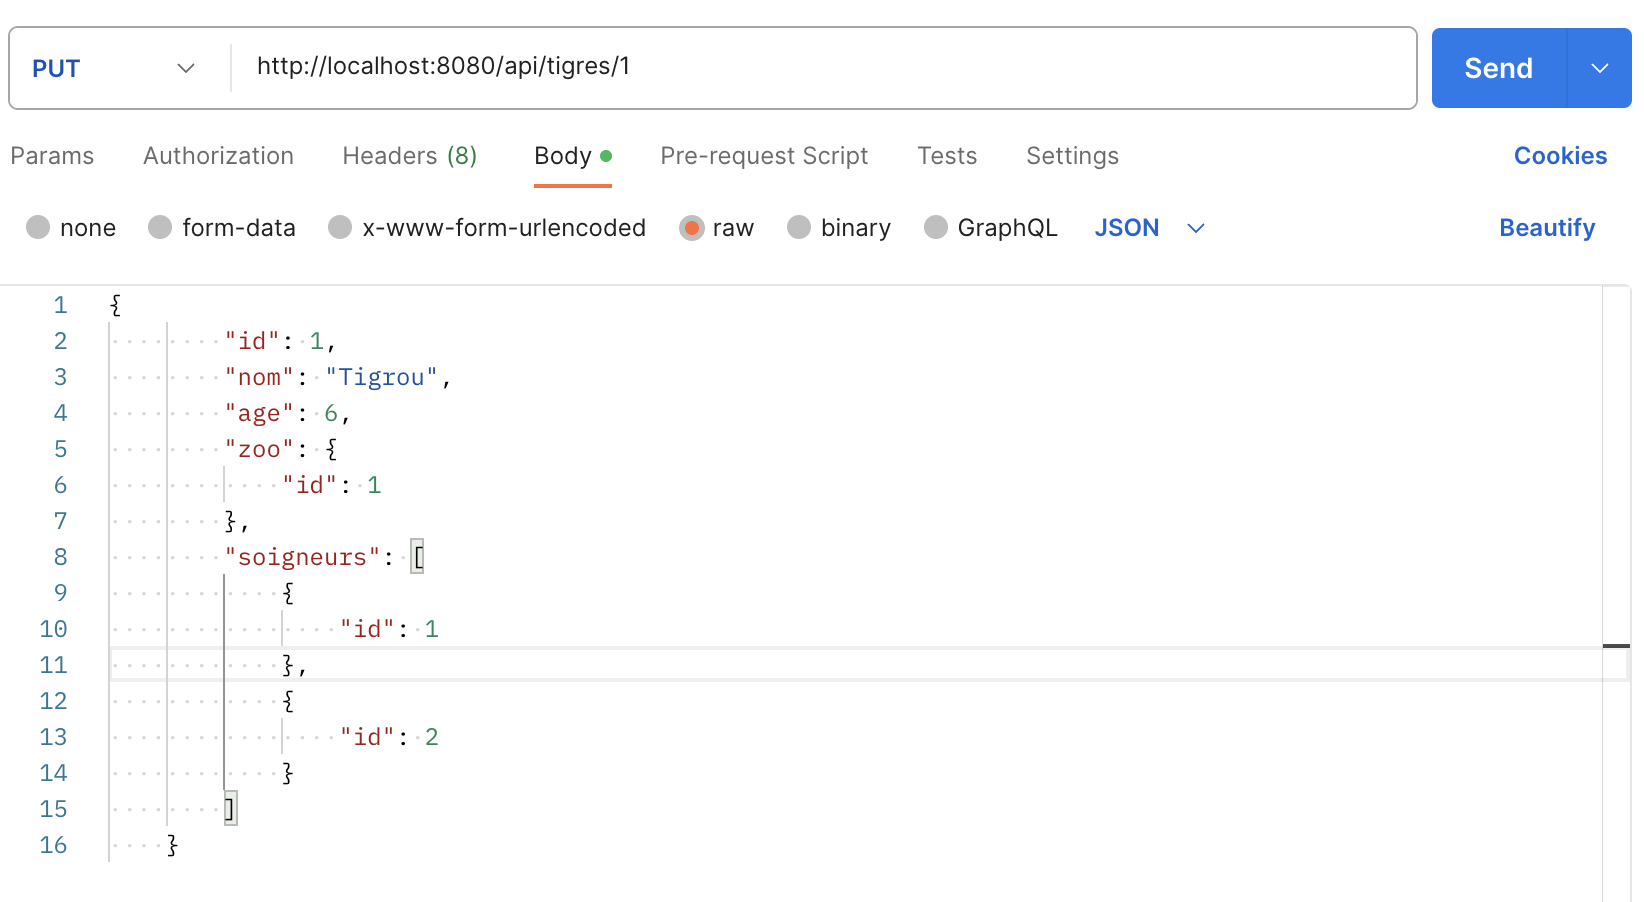 PUT http://localhost:8080/api/tigres/1 Send
Params Authorization Headers (8) Body Pre-request Script Tests Settings Cookies
none form-data x-www-form-urlencoded raw binary GraphQL JSON Beautify
1 {
2 "id": 1,
3 "nom": "Tigrou",
4 "age": 6,
5 "zoo": {
6 "id": 1
7 },
8 "soigneurs": [
9 {
10 "id": 1
11 },
12 {
13 "id": 2
14 }
15 ]
16 }